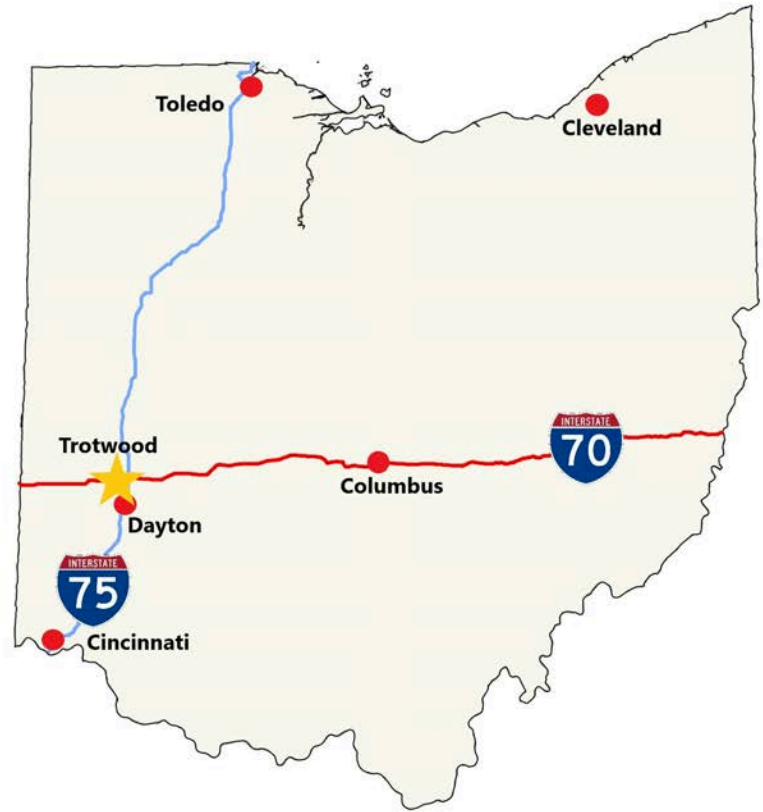 Toledo
Cleveland
Trotwood
INTERSTATE
70
Columbus
Dayton
INTERSTATE
75
Cincinnati